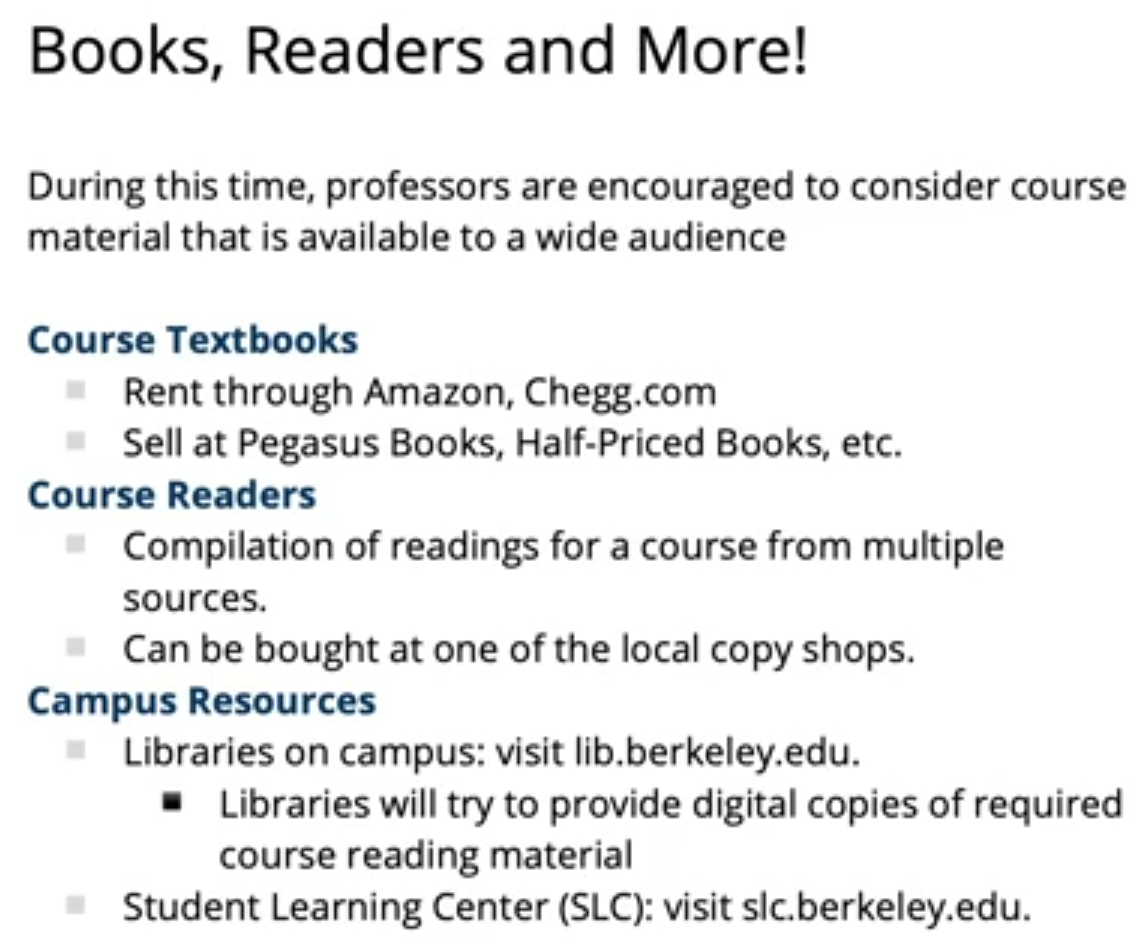 Books, Readers and More!
During this time, professors are encouraged to consider course
material that is available to a wide audience
Course Textbooks
Rent through Amazon, Chegg.com
Sell at Pegasus Books, Half-Priced Books, etc.
Course Readers
Compilation of readings for a course from multiple
sources.
Can be bought at one of the local copy shops.
Campus Resources
Libraries on campus: visit lib.berkeley.edu.
Libraries will try to provide digital copies of required
course reading material
Student Learning Center (SLC): visit slc.berkeley.edu.